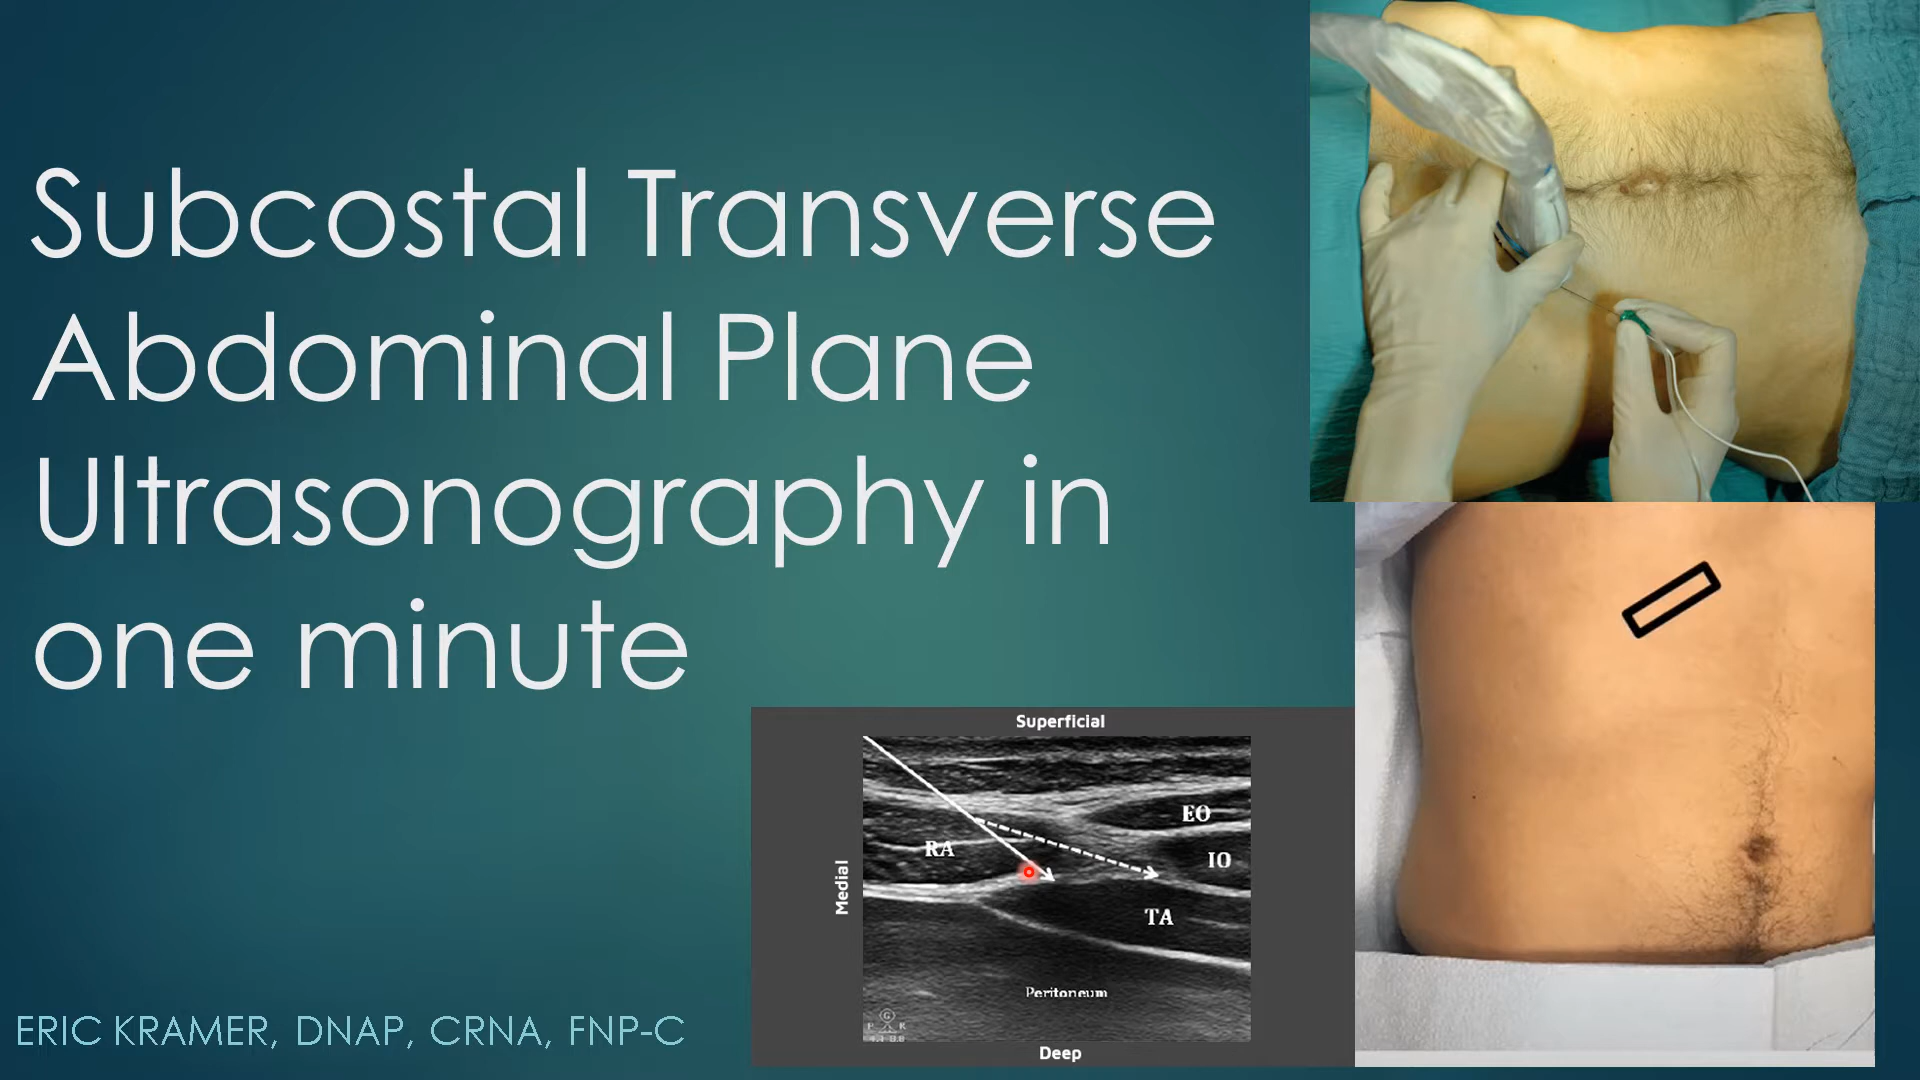 Subcostal Transverse
Abdominal Plane
Ultrasonography in
one minute
ERIC KRAMER, DNAP, CRNA, FNP-C
Superficial
Medial
EO
RA
IO
TA
Peritoneum
G
P R
Deep